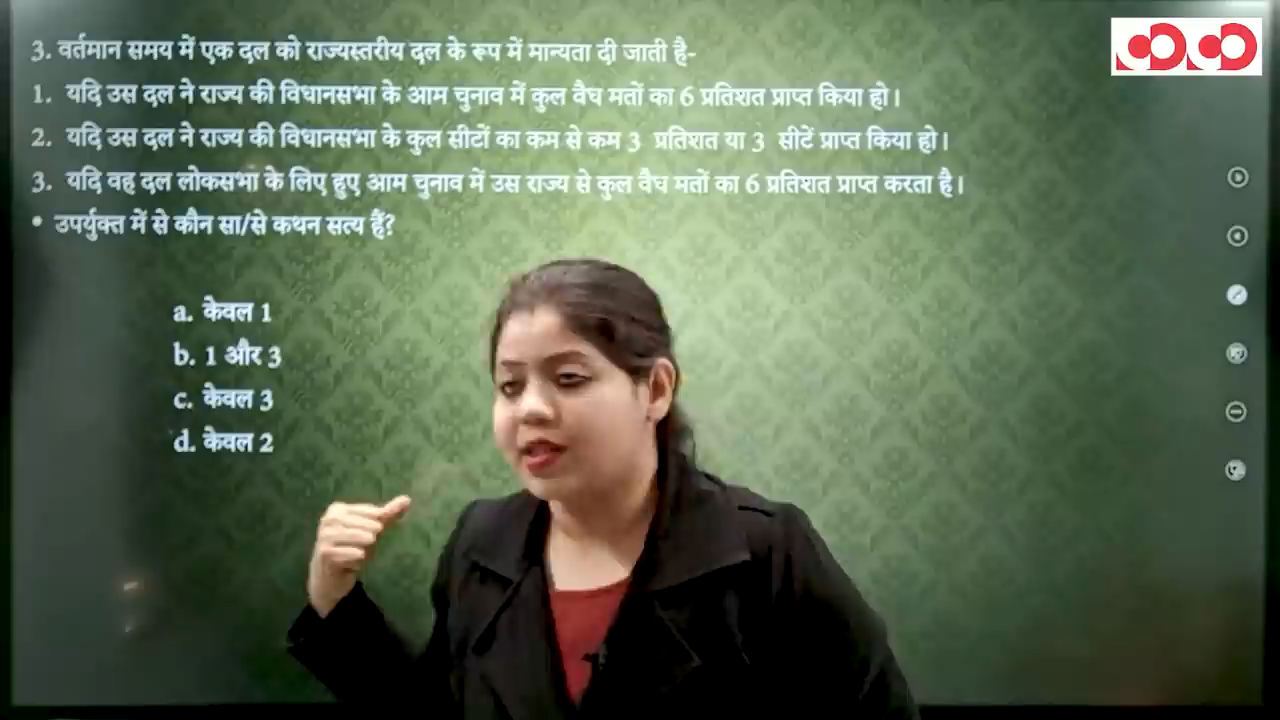 3. वर्तमान समय में एक दल को राज्यस्तरीय दल के रूप में मान्यता दी जाती है-
1. यदि उस दल ने राज्य की विधानसभा के आम चुनाव में कुल वैध मतों का 6 प्रतिशत प्राप्त किया हो।
2. यदि उस दल ने राज्य की विधानसभा के कुल सीटों का कम से कम 3 प्रतिशत या 3 सीटें प्राप्त किया हो।
3. यदि वह दल लोकसभा के लिए हुए आम चुनाव में उस राज्य से कुल वैध मतों का 6 प्रतिशत प्राप्त करता है।
• उपर्युक्त में से कौन सा/से कथन सत्य हैं?
a. केवल 1
b. 1 और 3
c. केवल 3
d. केवल 2